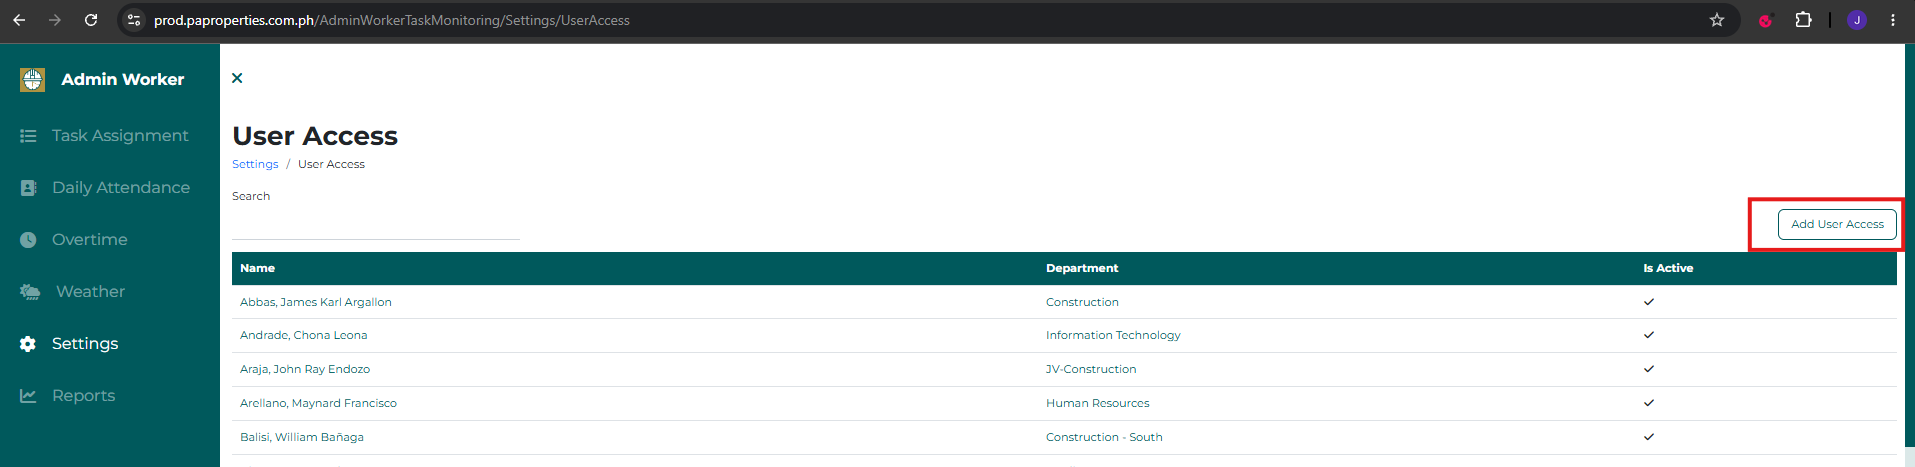 prod.paproperties.com.ph/AdminWorkerTaskMonitoring/Settings/UserAccess
J
Admin Worker
Task Assignment
Daily Attendance
Overtime
Weather
Settings
Reports
User Access
Settings / User Access
Search
Add User Access
Name Department Is Active
Abbas, James Karl Argallon Construction
Andrade, Chona Leona Information Technology
Araja, John Ray Endozo JV-Construction
Arellano, Maynard Francisco Human Resources
Balisi, William Bañaga Construction - South